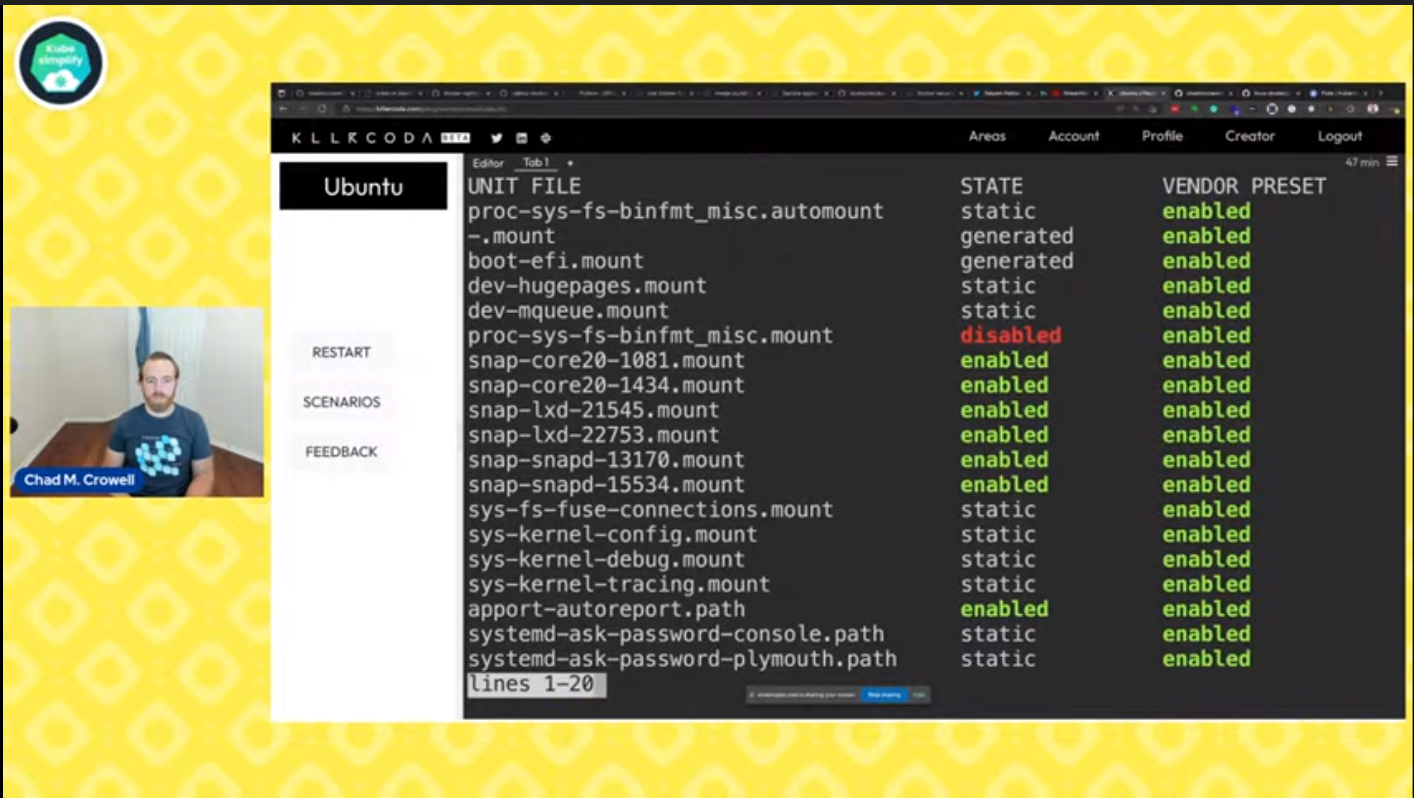 Kube
simplify
KLLRCODA BETA
Areas Account Profile Creator Logout
Ubuntu
RESTART
SCENARIOS
FEEDBACK
Editor Tab 1 +
47 min
UNIT FILE STATE VENDOR PRESET
proc-sys-fs-binfmt_misc.automount static enabled
-.mount generated enabled
boot-efi.mount generated enabled
dev-hugepages.mount static enabled
dev-mqueue.mount static enabled
proc-sys-fs-binfmt_misc.mount disabled enabled
snap-core20-1081.mount enabled enabled
snap-core20-1434.mount enabled enabled
snap-lxd-21545.mount enabled enabled
snap-lxd-22753.mount enabled enabled
snap-snapd-13170.mount enabled enabled
snap-snapd-15534.mount enabled enabled
sys-fs-fuse-connections.mount static enabled
sys-kernel-config.mount static enabled
sys-kernel-debug.mount static enabled
sys-kernel-tracing.mount static enabled
apport-autoreport.path enabled enabled
systemd-ask-password-console.path static enabled
systemd-ask-password-plymouth.path static enabled
lines 1-20
Stop sharing
Chad M. Crowell